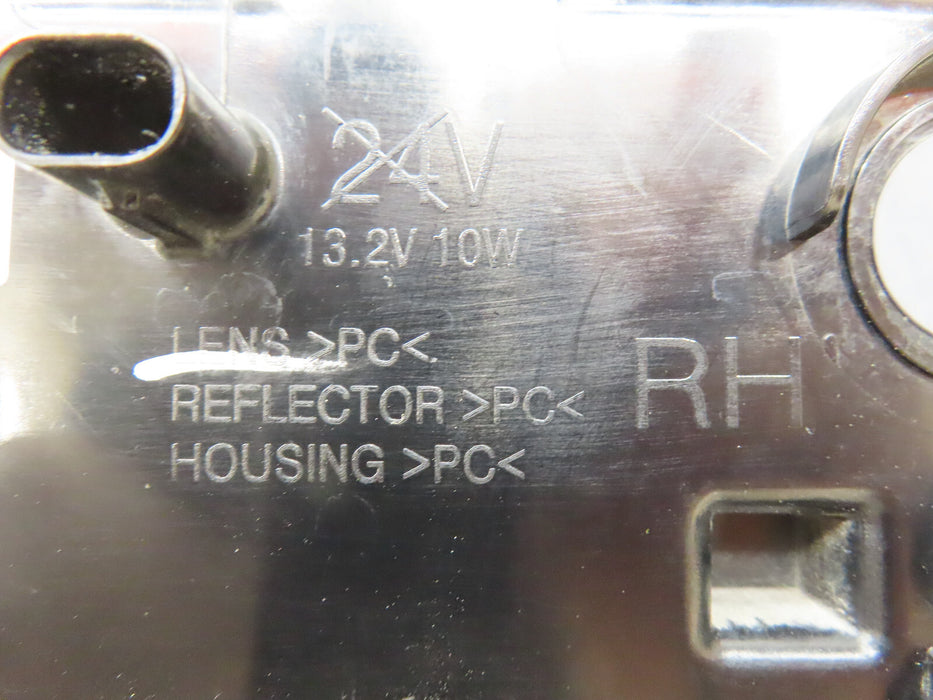 24V
13.2V 10W
LENS >PC<
REFLECTOR >PC<
HOUSING >PC<
RH